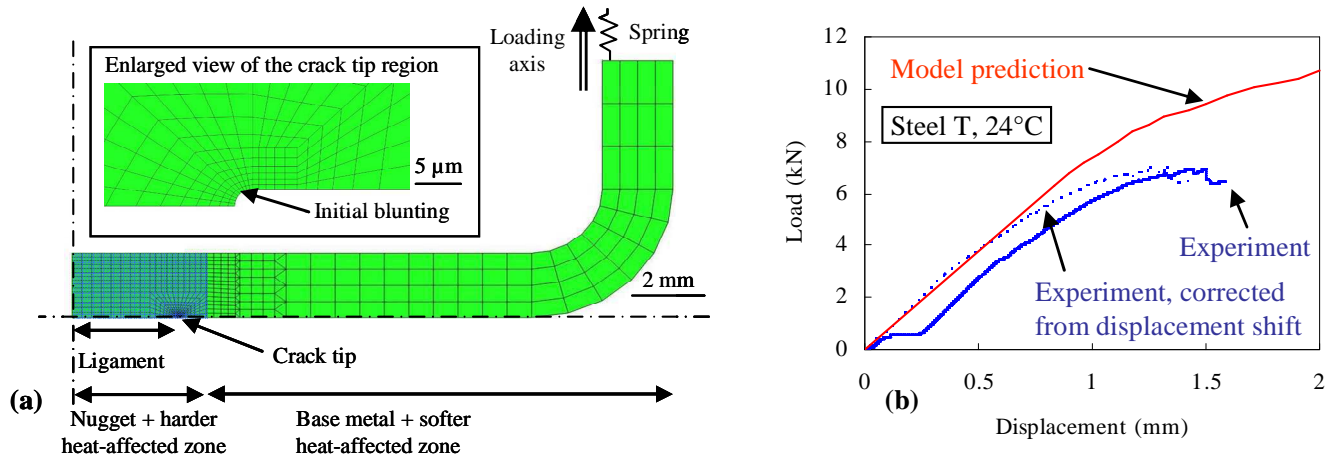 Loading
axis
Spring
Enlarged view of the crack tip region
5 µm
Initial blunting
2 mm
Ligament
Crack tip
(a)
Nugget + harder
heat-affected zone
Base metal + softer
heat-affected zone
12
10
8
6
4
2
0
Load (kN)
Model prediction
Steel T, 24°C
Experiment
Experiment, corrected
from displacement shift
0
0.5
1
1.5
2
(b)
Displacement (mm)